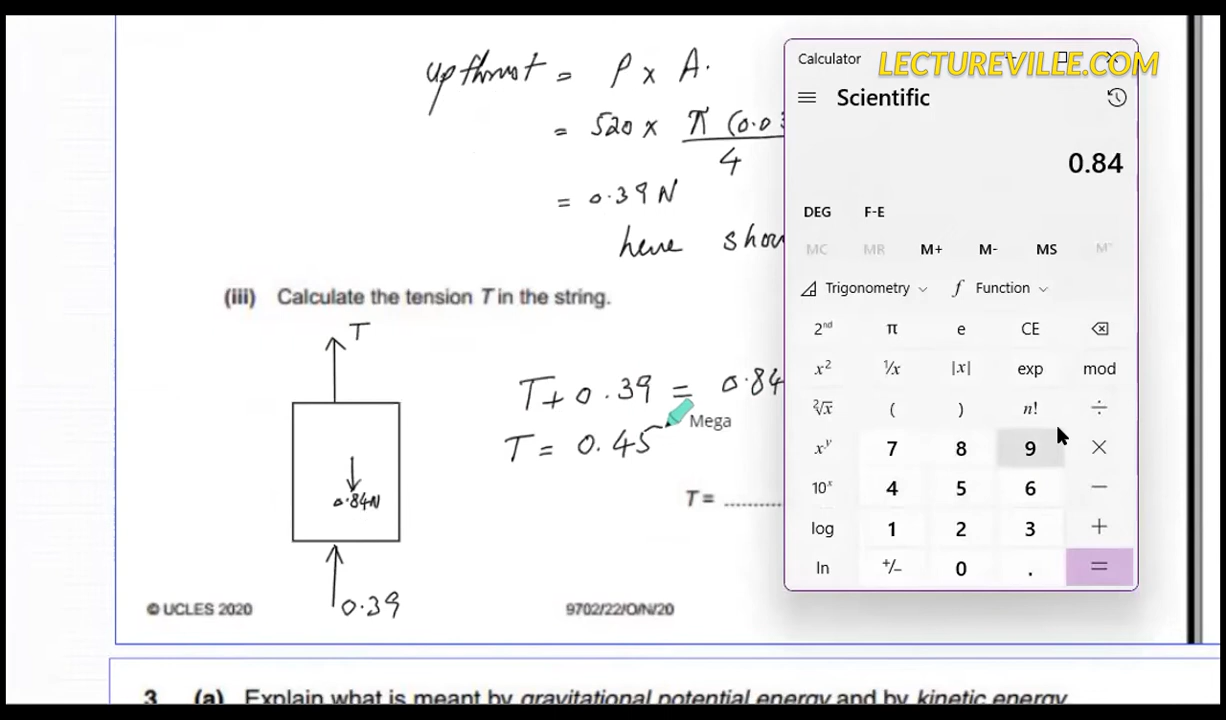 LECTUREVILLE.COM
Calculator
Scientific
0.84
DEG F-E
MC MR M+ M- MS M˅
Trigonometry f Function
2nd π e CE
x² ¹/x |x| exp mod
²√x ( ) n! ÷
xʸ 7 8 9 ×
10ˣ 4 5 6 −
log 1 2 3 +
ln +/− 0 . =
upthrust = P x A.
= 520 x π (0.03
4
= 0.39 N
here show
(iii) Calculate the tension T in the string.
T
0.84N
0.39
T + 0.39 = 0.84
T = 0.45
Mega
T = ..........
© UCLES 2020 9702/22/O/N/20
3 (a) Explain what is meant by gravitational potential energy and by kinetic energy